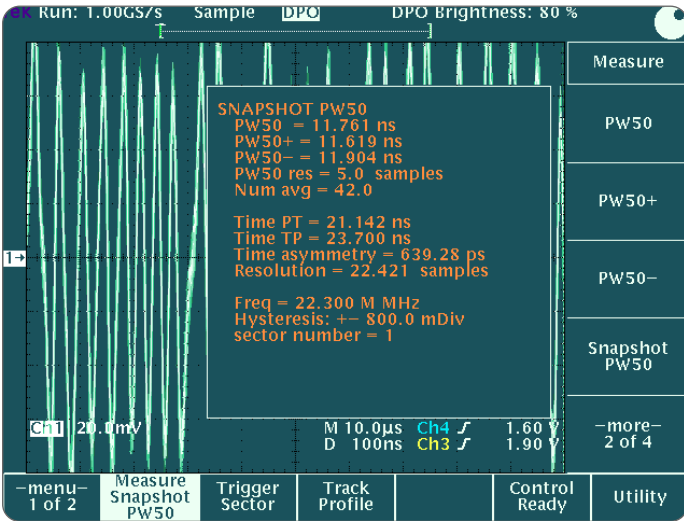 Tek Run: 1.00GS/s Sample DPO DPO Brightness: 80 %
Measure
SNAPSHOT PW50
PW50 = 11.761 ns
PW50+ = 11.619 ns
PW50− = 11.904 ns
PW50 res = 5.0 samples
Num avg = 42.0
Time PT = 21.142 ns
Time TP = 23.700 ns
Time asymmetry = 639.28 ps
Resolution = 22.421 samples
Freq = 22.300 M MHz
Hysteresis: +− 800.0 mDiv
sector number = 1
PW50
PW50+
PW50−
Snapshot
PW50
−more−
2 of 4
1
Ch1 20.0mV M 10.0µs Ch4 1.60 V
D 100ns Ch3 1.90 V
−menu−
1 of 2
Measure
Snapshot
PW50
Trigger
Sector
Track
Profile
Control
Ready
Utility